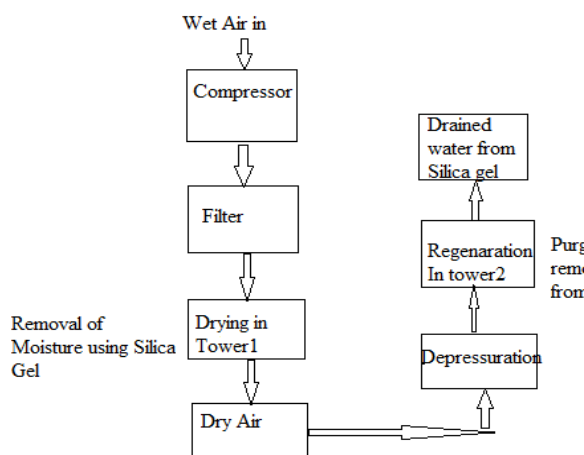 Wet Air in
Compressor
Filter
Removal of
Moisture using Silica
Gel
Drying in
Tower1
Dry Air
Depressuration
Regenaration
In tower2
Drained
water from
Silica gel
from